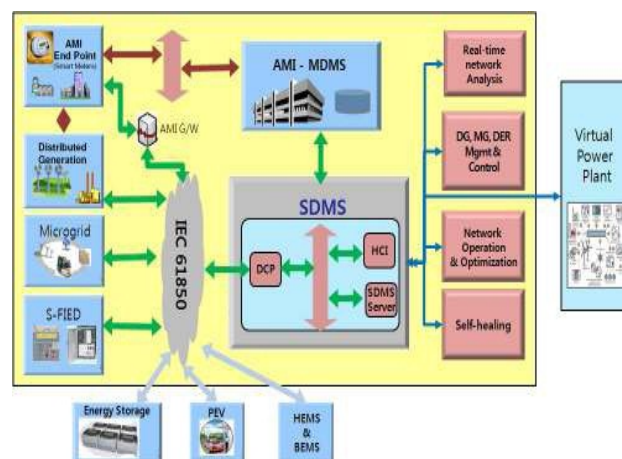 AMI
End Point
(Smart Meters)
AMI - MDMS
Real-time
network
Analysis
AMI G/W
Distributed
Generation
DG, MG, DER
Mgmt &
Control
Virtual
Power
Plant
SDMS
Microgrid
IEC 61850
DCP
HCI
SDMS
Server
Network
Operation
& Optimization
S-FIED
Self-healing
Energy Storage
PEV
HEMS
&
BEMS